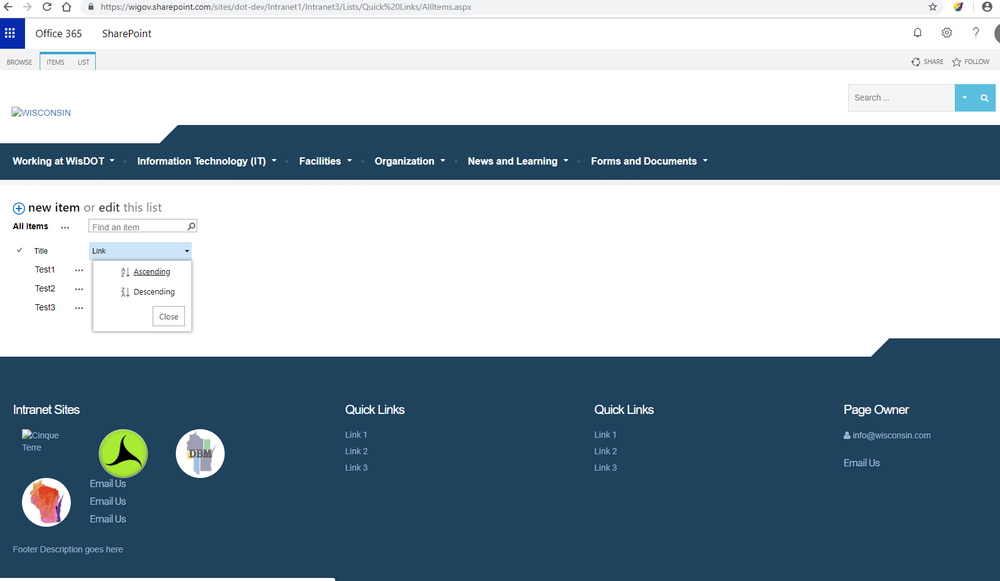 https://wigov.sharepoint.com/sites/dot-dev/Intranet1/Intranet3/Lists/Quick%20Links/AllItems.aspx
Office 365 SharePoint ?
BROWSE ITEMS LIST SHARE FOLLOW
Search ...
WISCONSIN
Working at WisDOT Information Technology (IT) Facilities Organization News and Learning Forms and Documents
new item or edit this list
All Items ... Find an item
Title Link
Test1 ... Ascending
Test2 ... Descending
Test3 ... Close
Intranet Sites Quick Links Quick Links Page Owner
Cinque Terre DBM Link 1 Link 1 info@wisconsin.com
Link 2 Link 2
Link 3 Link 3 Email Us
Email Us
Email Us
Email Us
Footer Description goes here